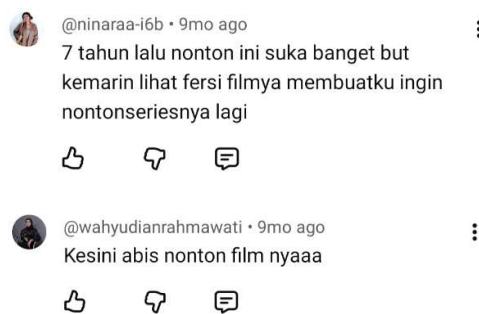 @ninaraa-i6b • 9mo ago
7 tahun lalu nonton ini suka banget but
kemarin lihat fersi filmya membuatku ingin
nontonseriesnya lagi
@wahyudianrahmawati • 9mo ago
Kesini abis nonton film nyaaa